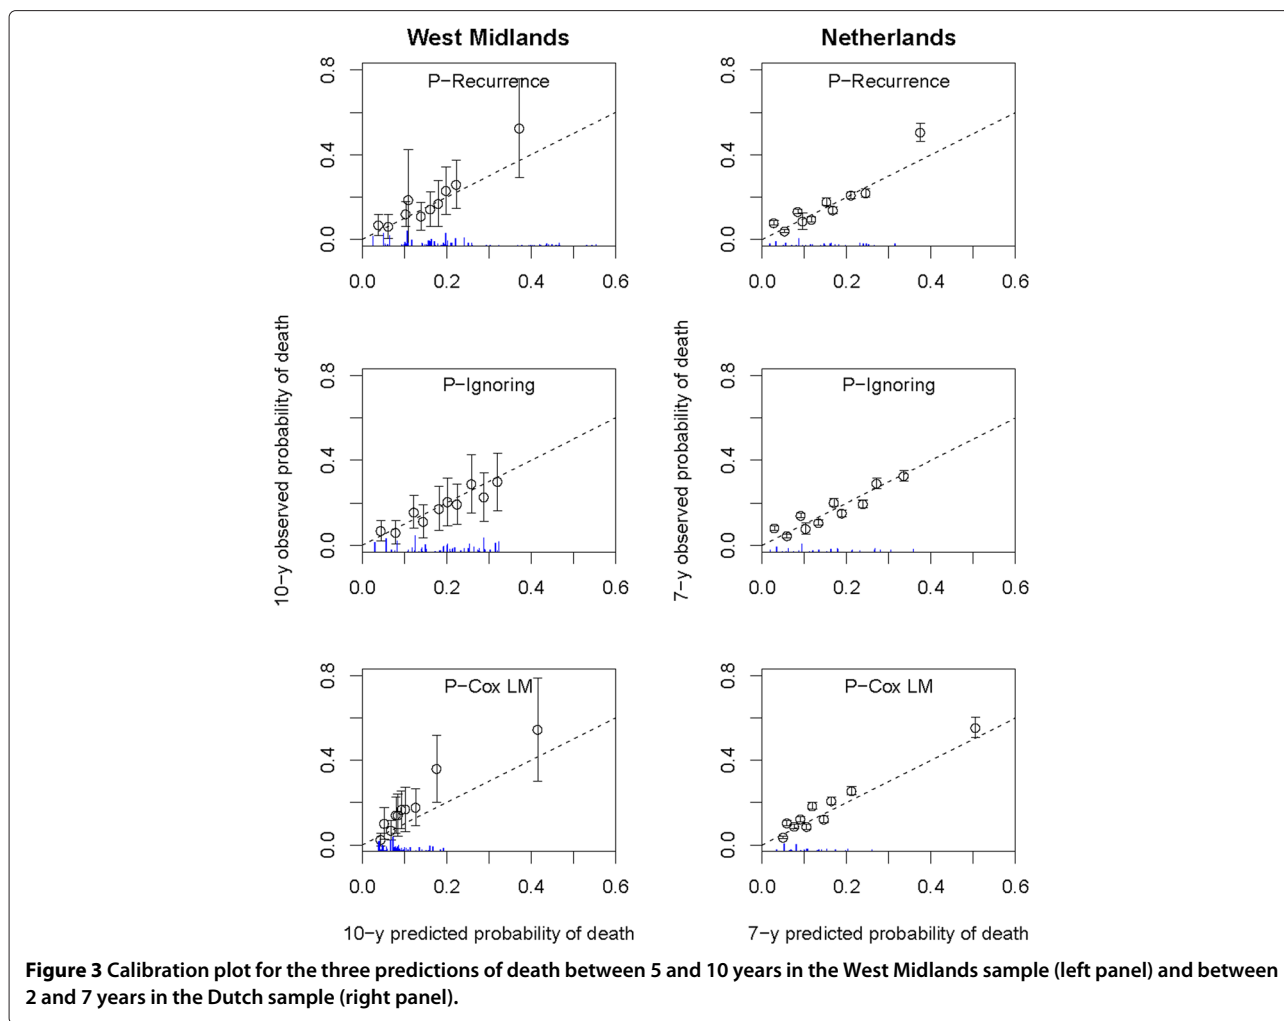 West Midlands
Netherlands
P−Recurrence
P−Recurrence
0.0 0.4 0.8
0.0 0.4 0.8
0.0 0.2 0.4 0.6
0.0 0.2 0.4 0.6
10−y observed probability of death
7−y observed probability of death
P−Ignoring
P−Ignoring
0.0 0.4 0.8
0.0 0.4 0.8
0.0 0.2 0.4 0.6
0.0 0.2 0.4 0.6
P−Cox LM
P−Cox LM
0.0 0.4 0.8
0.0 0.4 0.8
0.0 0.2 0.4 0.6
0.0 0.2 0.4 0.6
10−y predicted probability of death
7−y predicted probability of death
Figure 3 Calibration plot for the three predictions of death between 5 and 10 years in the West Midlands sample (left panel) and between
2 and 7 years in the Dutch sample (right panel).